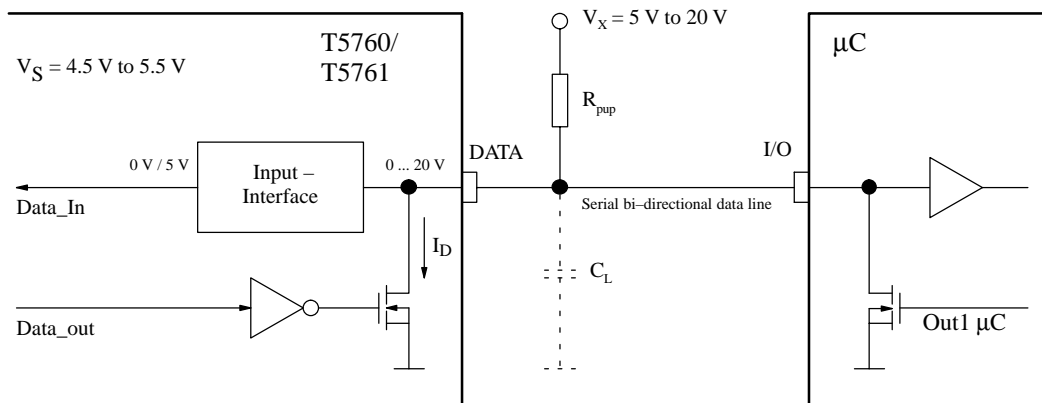 V_X = 5 V to 20 V
T5760/
T5761
μC
V_S = 4.5 V to 5.5 V
R_pup
0 V / 5 V
Input –
Interface
0 ... 20 V
DATA
I/O
Data_In
Serial bi–directional data line
I_D
C_L
Data_out
Out1 μC